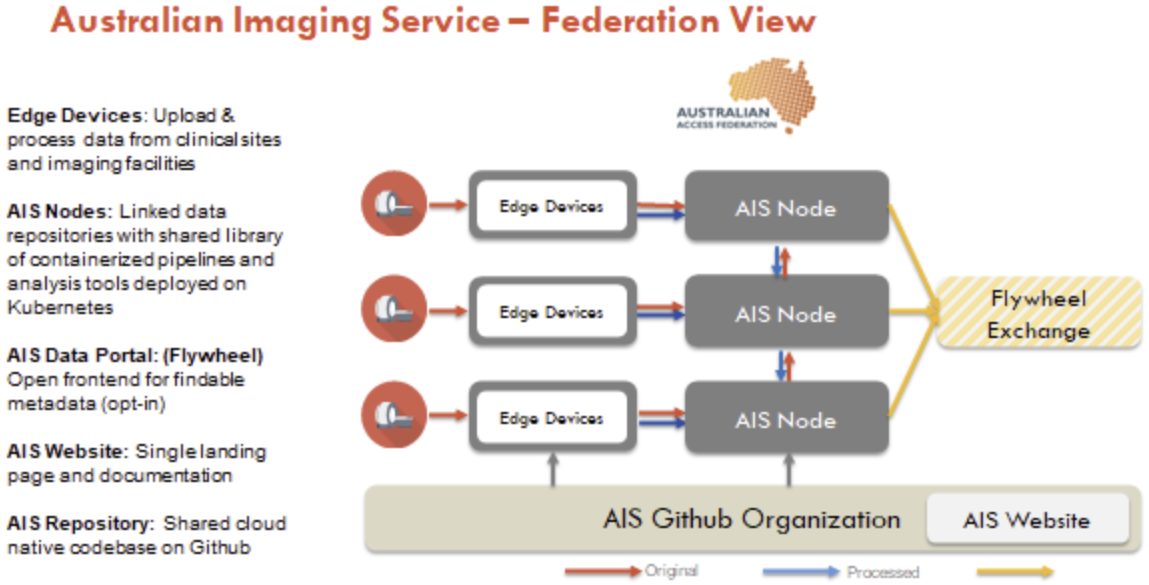 Australian Imaging Service – Federation View
Edge Devices: Upload &
process data from clinical sites
and imaging facilities
AIS Nodes: Linked data
repositories with shared library
of containerized pipelines and
analysis tools deployed on
Kubernetes
AIS Data Portal: (Flywheel)
Open frontend for findable
metadata (opt-in)
AIS Website: Single landing
page and documentation
AIS Repository: Shared cloud
native codebase on Github
AUSTRALIAN
ACCESS FEDERATION
Edge Devices
AIS Node
Edge Devices
AIS Node
Flywheel
Exchange
Edge Devices
AIS Node
AIS Github Organization
AIS Website
Original
Processed